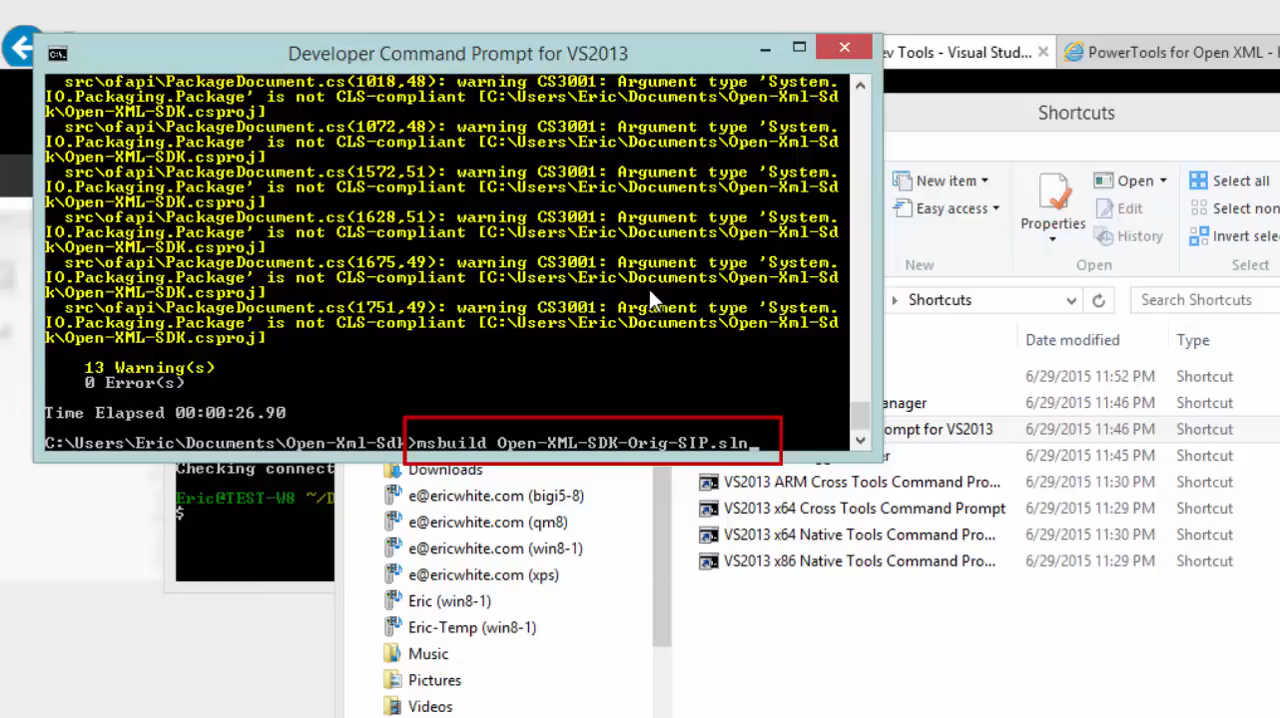 Developer Command Prompt for VS2013
src\ofapi\PackageDocument.cs(1018,48): warning CS3001: Argument type 'System.
IO.Packaging.Package' is not CLS-compliant [C:\Users\Eric\Documents\Open-Xml-Sd
k\Open-XML-SDK.csproj]
src\ofapi\PackageDocument.cs(1072,48): warning CS3001: Argument type 'System.
IO.Packaging.Package' is not CLS-compliant [C:\Users\Eric\Documents\Open-Xml-Sd
k\Open-XML-SDK.csproj]
src\ofapi\PackageDocument.cs(1572,51): warning CS3001: Argument type 'System.
IO.Packaging.Package' is not CLS-compliant [C:\Users\Eric\Documents\Open-Xml-Sd
k\Open-XML-SDK.csproj]
src\ofapi\PackageDocument.cs(1628,51): warning CS3001: Argument type 'System.
IO.Packaging.Package' is not CLS-compliant [C:\Users\Eric\Documents\Open-Xml-Sd
k\Open-XML-SDK.csproj]
src\ofapi\PackageDocument.cs(1675,49): warning CS3001: Argument type 'System.
IO.Packaging.Package' is not CLS-compliant [C:\Users\Eric\Documents\Open-Xml-Sd
k\Open-XML-SDK.csproj]
src\ofapi\PackageDocument.cs(1751,49): warning CS3001: Argument type 'System.
IO.Packaging.Package' is not CLS-compliant [C:\Users\Eric\Documents\Open-Xml-Sd
k\Open-XML-SDK.csproj]
13 Warning(s)
0 Error(s)
Time Elapsed 00:00:26.90
C:\Users\Eric\Documents\Open-Xml-Sdk>msbuild Open-XML-SDK-Orig-SIP.sln_
Checking connect
Eric@TEST-W8 ~/D
$
ev Tools - Visual Stud...
PowerTools for Open XML - 
Shortcuts
New item
Easy access
New
Properties
Open
Edit
History
Open
Select all
Select non
Invert sele
Select
Shortcuts
Search Shortcuts
Date modified
Type
6/29/2015 11:52 PM Shortcut
anager 6/29/2015 11:46 PM Shortcut
ompt for VS2013 6/29/2015 11:46 PM Shortcut
er 6/29/2015 11:46 PM Shortcut
VS2013 ARM Cross Tools Command Pro... 6/29/2015 11:30 PM Shortcut
VS2013 x64 Cross Tools Command Prompt 6/29/2015 11:30 PM Shortcut
VS2013 x64 Native Tools Command Pro... 6/29/2015 11:30 PM Shortcut
VS2013 x86 Native Tools Command Pro... 6/29/2015 11:29 PM Shortcut
Downloads
e@ericwhite.com (bigi5-8)
e@ericwhite.com (qm8)
e@ericwhite.com (win8-1)
e@ericwhite.com (xps)
Eric (win8-1)
Eric-Temp (win8-1)
Music
Pictures
Videos